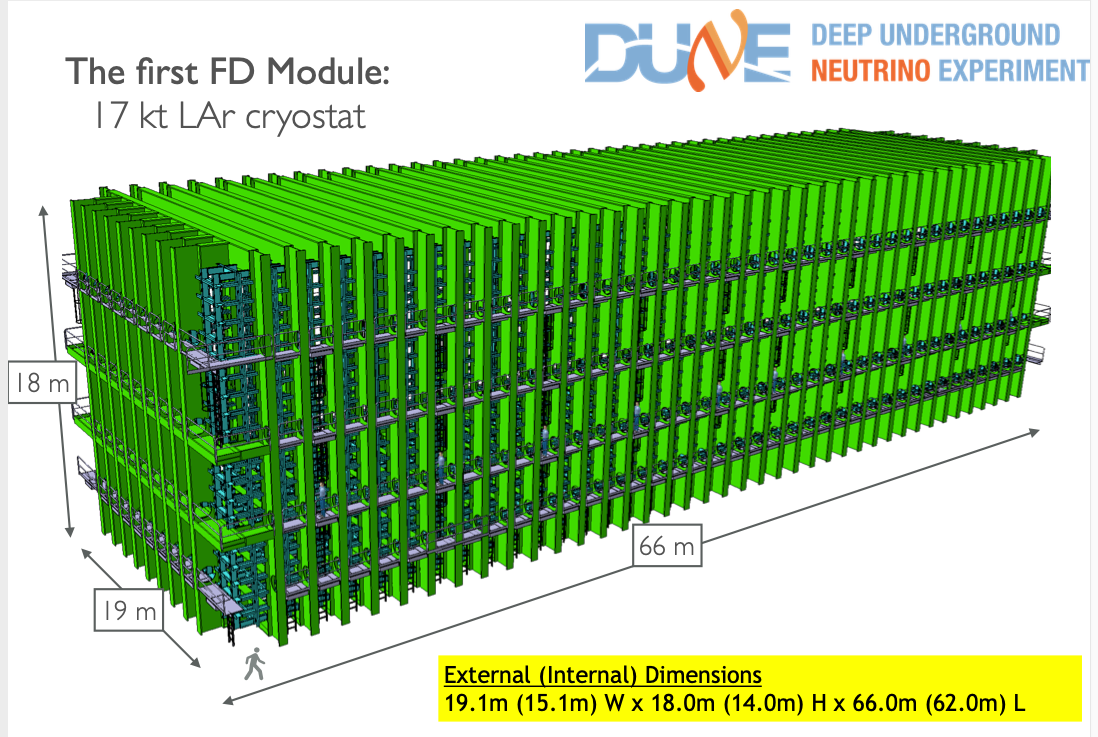 The first FD Module:
17 kt LAr cryostat
DUNE
DEEP UNDERGROUND
NEUTRINO EXPERIMENT
18 m
19 m
66 m
External (Internal) Dimensions
19.1m (15.1m) W x 18.0m (14.0m) H x 66.0m (62.0m) L